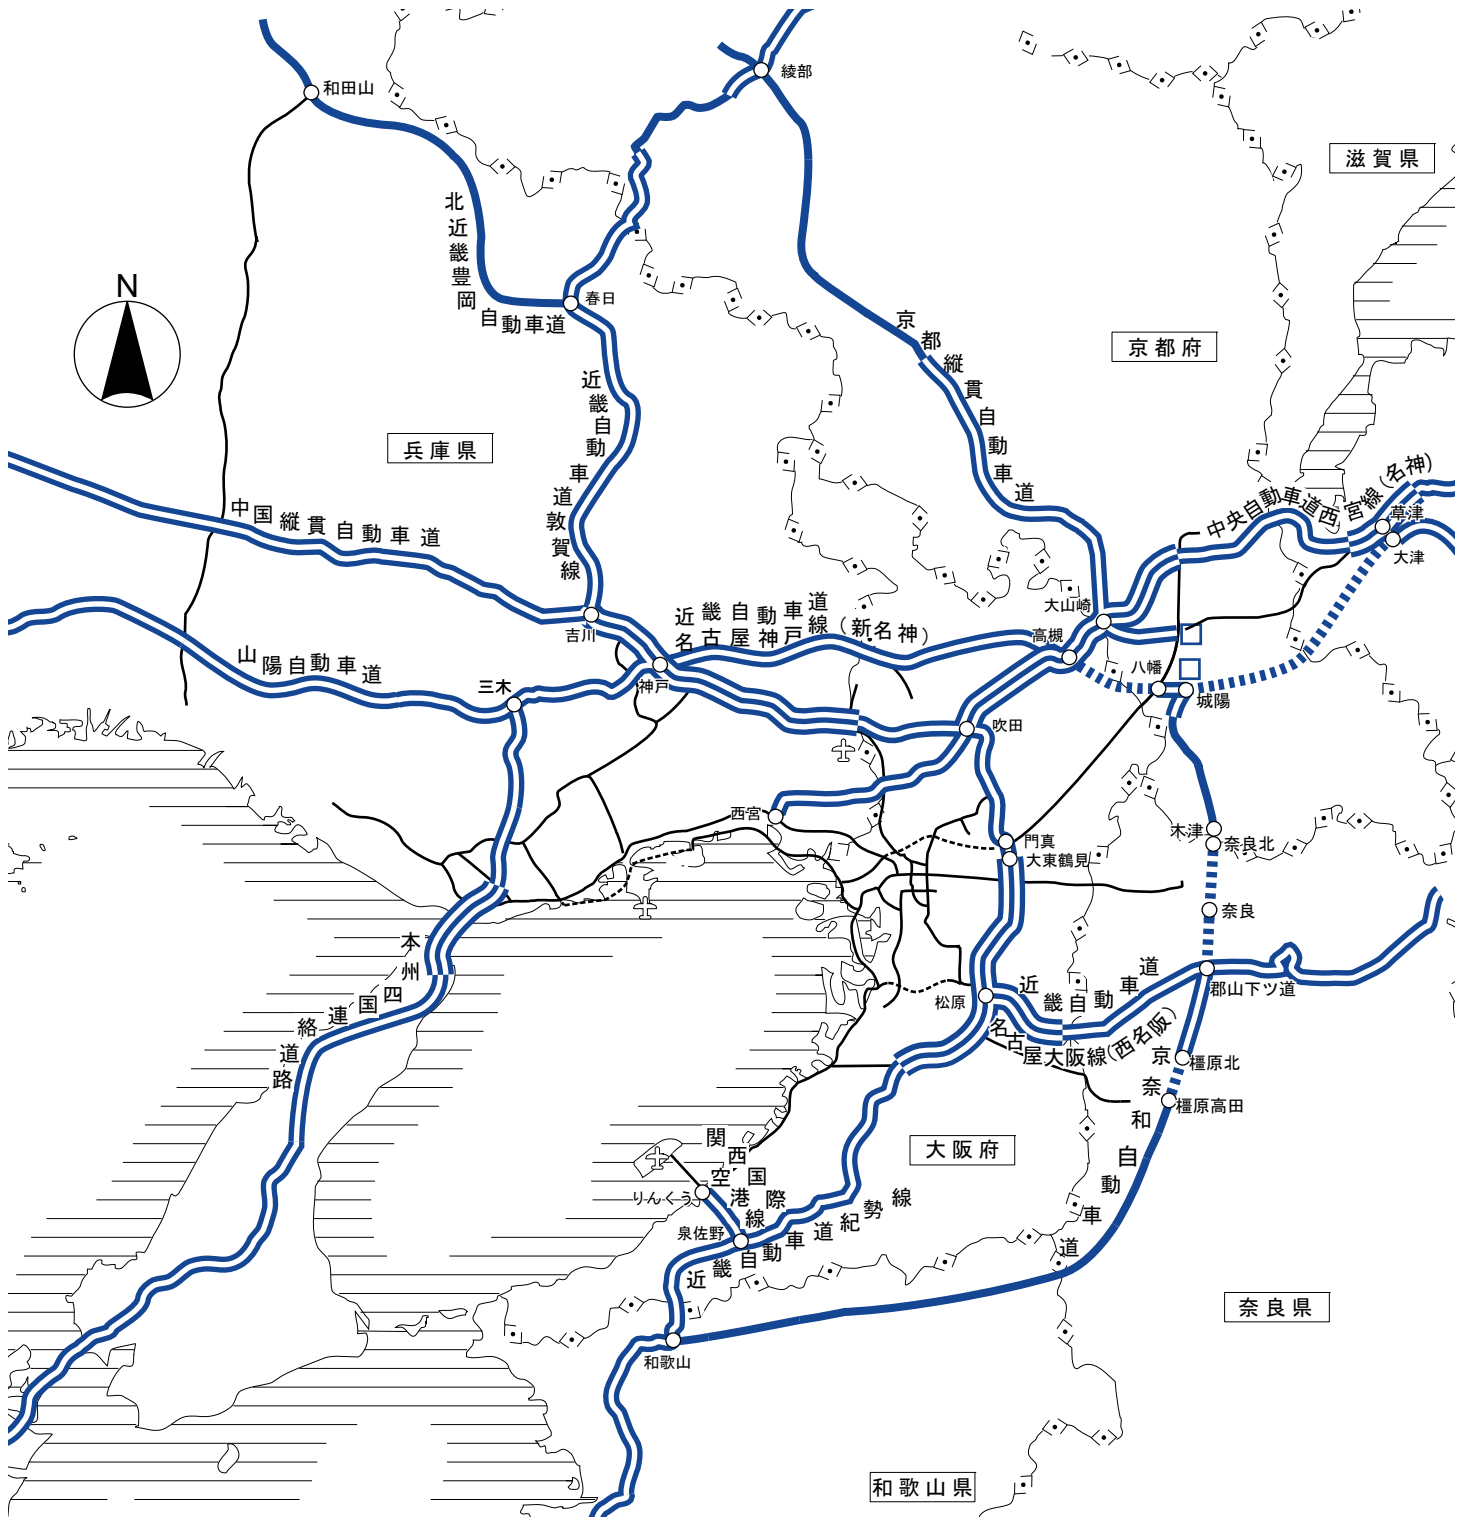 和田山
綾部
滋賀県
北近畿豊岡自動車道
春日
N
京都府
京都縦貫自動車道
近畿自動車道敦賀線
兵庫県
中央自動車道西宮線(名神)
草津
大津
中国縦貫自動車道
吉川
近畿自動車道
名古屋神戸線(新名神)
大山崎
高槻
八幡
城陽
山陽自動車道
三木
神戸
吹田
西宮
門真
大東鶴見
木津
奈良北
奈良
本州四国連絡道路
松原
近畿自動車道
名古屋大阪線(西名阪)
郡山下ツ道
橿原北
橿原高田
京奈和自動車道
大阪府
関西国際空港線
りんくう
泉佐野
近畿自動車道紀勢線
奈良県
和歌山
和歌山県